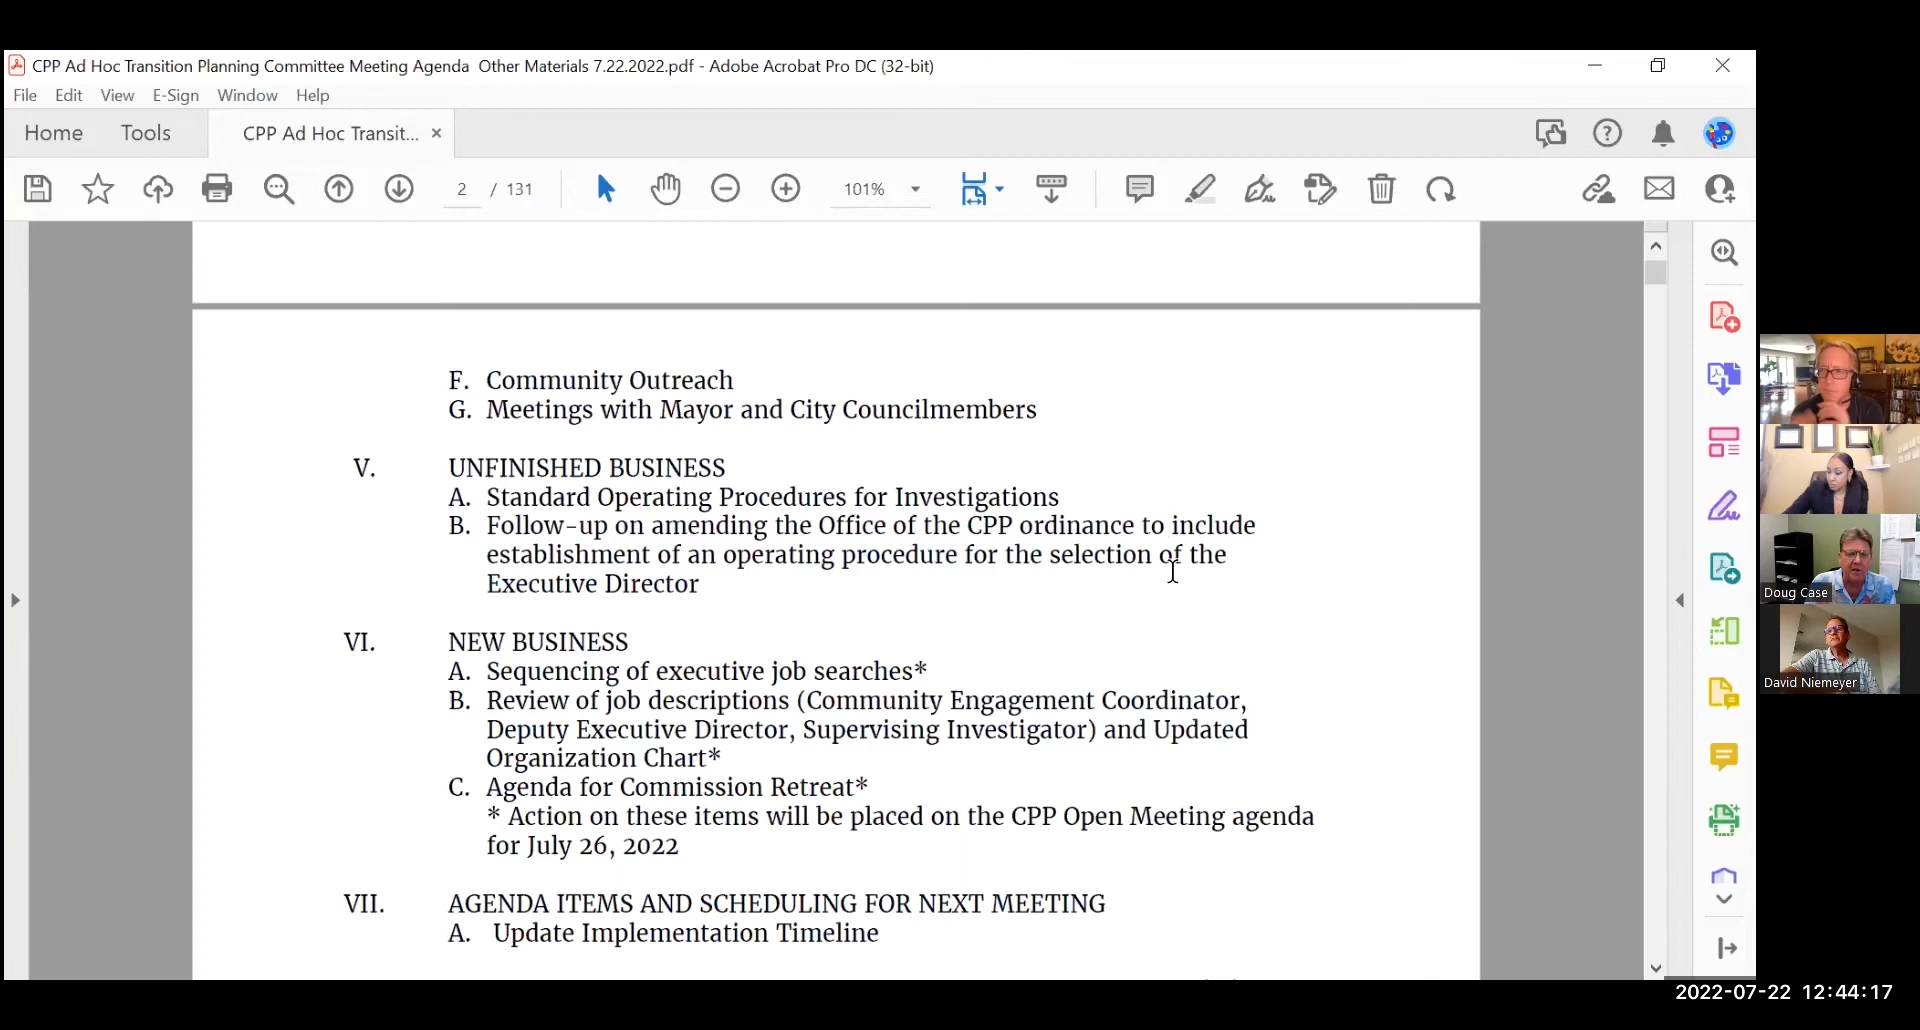 CPP Ad Hoc Transition Planning Committee Meeting Agenda  Other Materials 7.22.2022.pdf - Adobe Acrobat Pro DC (32-bit)
File Edit View E-Sign Window Help
Home Tools CPP Ad Hoc Transit... ×
2 / 131 101%
F. Community Outreach
G. Meetings with Mayor and City Councilmembers
V. UNFINISHED BUSINESS
A. Standard Operating Procedures for Investigations
B. Follow-up on amending the Office of the CPP ordinance to include
establishment of an operating procedure for the selection of the
Executive Director
VI. NEW BUSINESS
A. Sequencing of executive job searches*
B. Review of job descriptions (Community Engagement Coordinator,
Deputy Executive Director, Supervising Investigator) and Updated
Organization Chart*
C. Agenda for Commission Retreat*
* Action on these items will be placed on the CPP Open Meeting agenda
for July 26, 2022
VII. AGENDA ITEMS AND SCHEDULING FOR NEXT MEETING
A. Update Implementation Timeline
Doug Case
David Niemeyer
2022-07-22 12:44:17